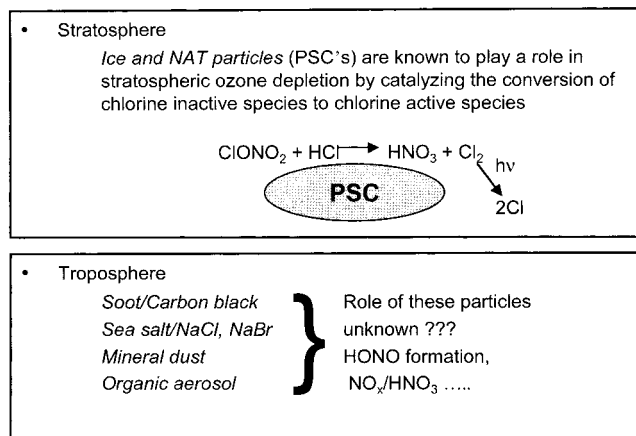 • Stratosphere
Ice and NAT particles (PSC's) are known to play a role in
stratospheric ozone depletion by catalyzing the conversion of
chlorine inactive species to chlorine active species
ClONO₂ + HCl → HNO₃ + Cl₂
hν
PSC
2Cl
• Troposphere
Soot/Carbon black } Role of these particles
Sea salt/NaCl, NaBr unknown ???
Mineral dust HONO formation,
Organic aerosol NOₓ/HNO₃ .....